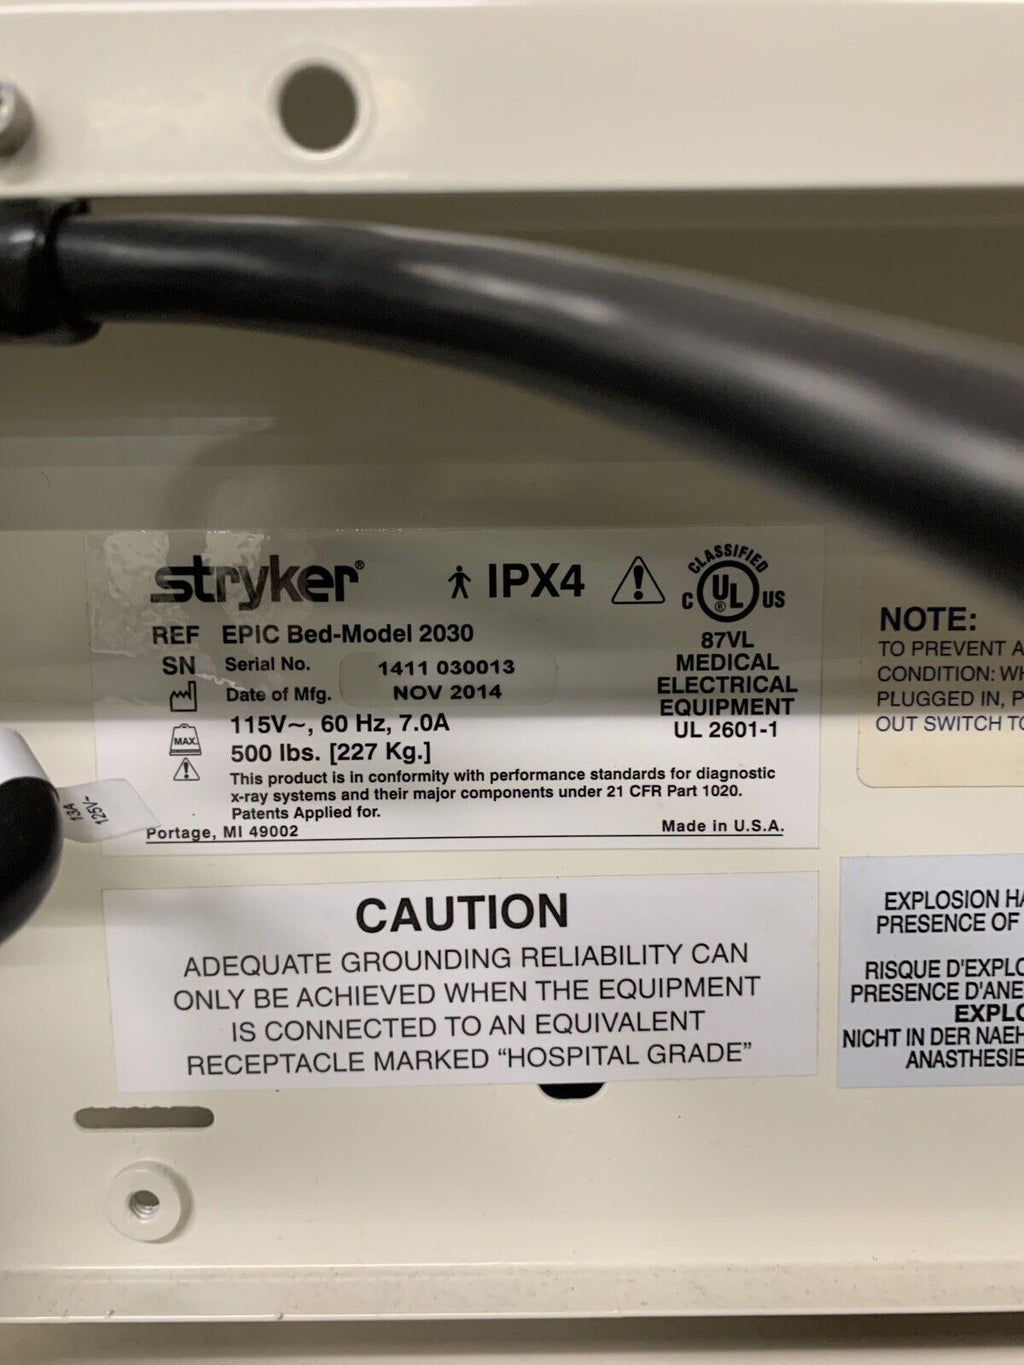 stryker® IPX4
CLASSIFIED
C UL® US
REF EPIC Bed-Model 2030
SN Serial No. 1411 030013
Date of Mfg. NOV 2014
115V~, 60 Hz, 7.0A
MAX.
500 lbs. [227 Kg.]
87VL
MEDICAL
ELECTRICAL
EQUIPMENT
UL 2601-1
This product is in conformity with performance standards for diagnostic
x-ray systems and their major components under 21 CFR Part 1020.
Patents Applied for.
Portage, MI 49002 Made in U.S.A.
125V~
13A
NOTE:
TO PREVENT A
CONDITION: WH
PLUGGED IN, P
OUT SWITCH TO
CAUTION
ADEQUATE GROUNDING RELIABILITY CAN
ONLY BE ACHIEVED WHEN THE EQUIPMENT
IS CONNECTED TO AN EQUIVALENT
RECEPTACLE MARKED “HOSPITAL GRADE”
EXPLOSION HA
PRESENCE OF
RISQUE D'EXPLO
PRESENCE D'ANE
EXPLO
NICHT IN DER NAEH
ANASTHESIE